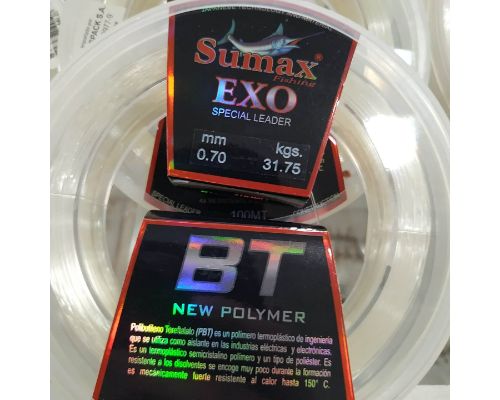 Sumax®
Fishing
EXO
SPECIAL LEADER
mm kgs.
0.70 31.75
100MT
BT
NEW POLYMER
Polibutileno Tereftalato (PBT) es un polímero termoplástico de ingeniería
que se utiliza como aislante en las industrias eléctricas y electrónicas.
Es un termoplástico semicristalino polímero y un tipo de poliéster. Es
resistente a los disolventes se encoge muy poco durante la formación
es mecánicamente fuerte resistente al calor hasta 150° C.